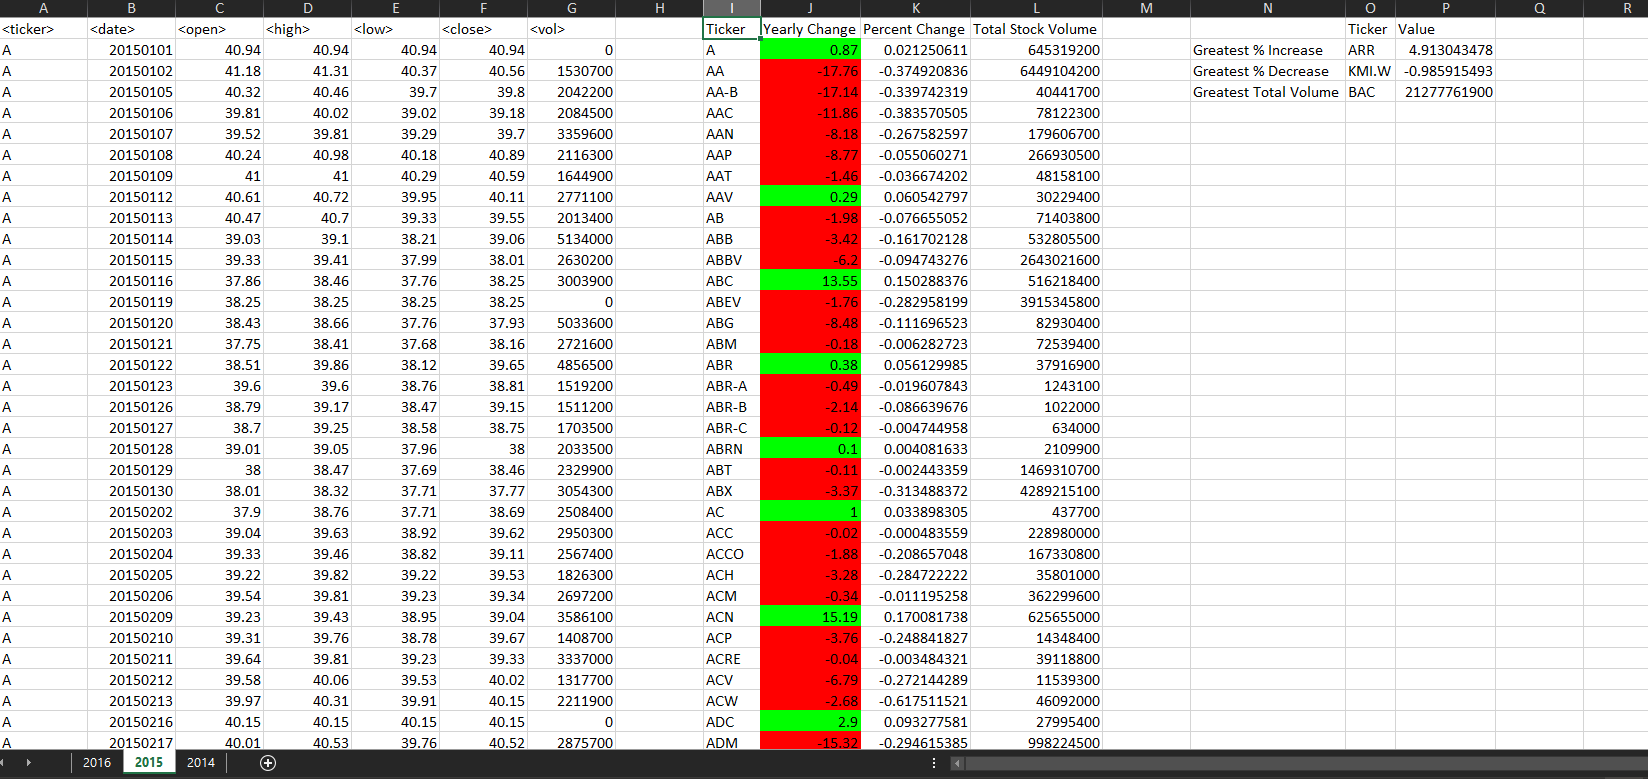 A B C D E F G H I J K L M N O P Q R
<ticker> <date> <open> <high> <low> <close> <vol> Ticker Yearly Change Percent Change Total Stock Volume Ticker Value
A 20150101 40.94 40.94 40.94 40.94 0 A 0.87 0.021250611 645319200 Greatest % Increase ARR 4.913043478
A 20150102 41.18 41.31 40.37 40.56 1530700 AA -17.76 -0.374920836 6449104200 Greatest % Decrease KMI.W -0.985915493
A 20150105 40.32 40.46 39.7 39.8 2042200 AA-B -17.14 -0.339742319 40441700 Greatest Total Volume BAC 21277761900
A 20150106 39.81 40.02 39.02 39.18 2084500 AAC -11.86 -0.383570505 78122300
A 20150107 39.52 39.81 39.29 39.7 3359600 AAN -8.18 -0.267582597 179606700
A 20150108 40.24 40.98 40.18 40.89 2116300 AAP -8.77 -0.055060271 266930500
A 20150109 41 41 40.29 40.59 1644900 AAT -1.46 -0.036674202 48158100
A 20150112 40.61 40.72 39.95 40.11 2771100 AAV 0.29 0.060542797 30229400
A 20150113 40.47 40.7 39.33 39.55 2013400 AB -1.98 -0.076655052 71403800
A 20150114 39.03 39.1 38.21 39.06 5134000 ABB -3.42 -0.161702128 532805500
A 20150115 39.33 39.41 37.99 38.01 2630200 ABBV -6.2 -0.094743276 2643021600
A 20150116 37.86 38.46 37.76 38.25 3003900 ABC 13.55 0.150288376 516218400
A 20150119 38.25 38.25 38.25 38.25 0 ABEV -1.76 -0.282958199 3915345800
A 20150120 38.43 38.66 37.76 37.93 5033600 ABG -8.48 -0.111696523 82930400
A 20150121 37.75 38.41 37.68 38.16 2721600 ABM -0.18 -0.006282723 72539400
A 20150122 38.51 39.86 38.12 39.65 4856500 ABR 0.38 0.056129985 37916900
A 20150123 39.6 39.6 38.76 38.81 1519200 ABR-A -0.49 -0.019607843 1243100
A 20150126 38.79 39.17 38.47 39.15 1511200 ABR-B -2.14 -0.086639676 1022000
A 20150127 38.7 39.25 38.58 38.75 1703500 ABR-C -0.12 -0.004744958 634000
A 20150128 39.01 39.05 37.96 38 2033500 ABRN 0.1 0.004081633 2109900
A 20150129 38 38.47 37.69 38.46 2329900 ABT -0.11 -0.002443359 1469310700
A 20150130 38.01 38.32 37.71 37.77 3054300 ABX -3.37 -0.313488372 4289215100
A 20150202 37.9 38.76 37.71 38.69 2508400 AC 1 0.033898305 437700
A 20150203 39.04 39.63 38.92 39.62 2950300 ACC -0.02 -0.000483559 228980000
A 20150204 39.33 39.46 38.82 39.11 2567400 ACCO -1.88 -0.208657048 167330800
A 20150205 39.22 39.82 39.22 39.53 1826300 ACH -3.28 -0.284722222 35801000
A 20150206 39.54 39.81 39.23 39.34 2697200 ACM -0.34 -0.011195258 362299600
A 20150209 39.23 39.43 38.95 39.04 3586100 ACN 15.19 0.170081738 625655000
A 20150210 39.31 39.76 38.78 39.67 1408700 ACP -3.76 -0.248841827 14348400
A 20150211 39.64 39.81 39.23 39.33 3337000 ACRE -0.04 -0.003484321 39118800
A 20150212 39.58 40.06 39.53 40.02 1317700 ACV -6.79 -0.272144289 11539300
A 20150213 39.97 40.31 39.91 40.15 2211900 ACW -2.68 -0.617511521 46092000
A 20150216 40.15 40.15 40.15 40.15 0 ADC 2.9 0.093277581 27995400
A 20150217 40.01 40.53 39.76 40.52 2875700 ADM -15.32 -0.294615385 998224500
2016 2015 2014